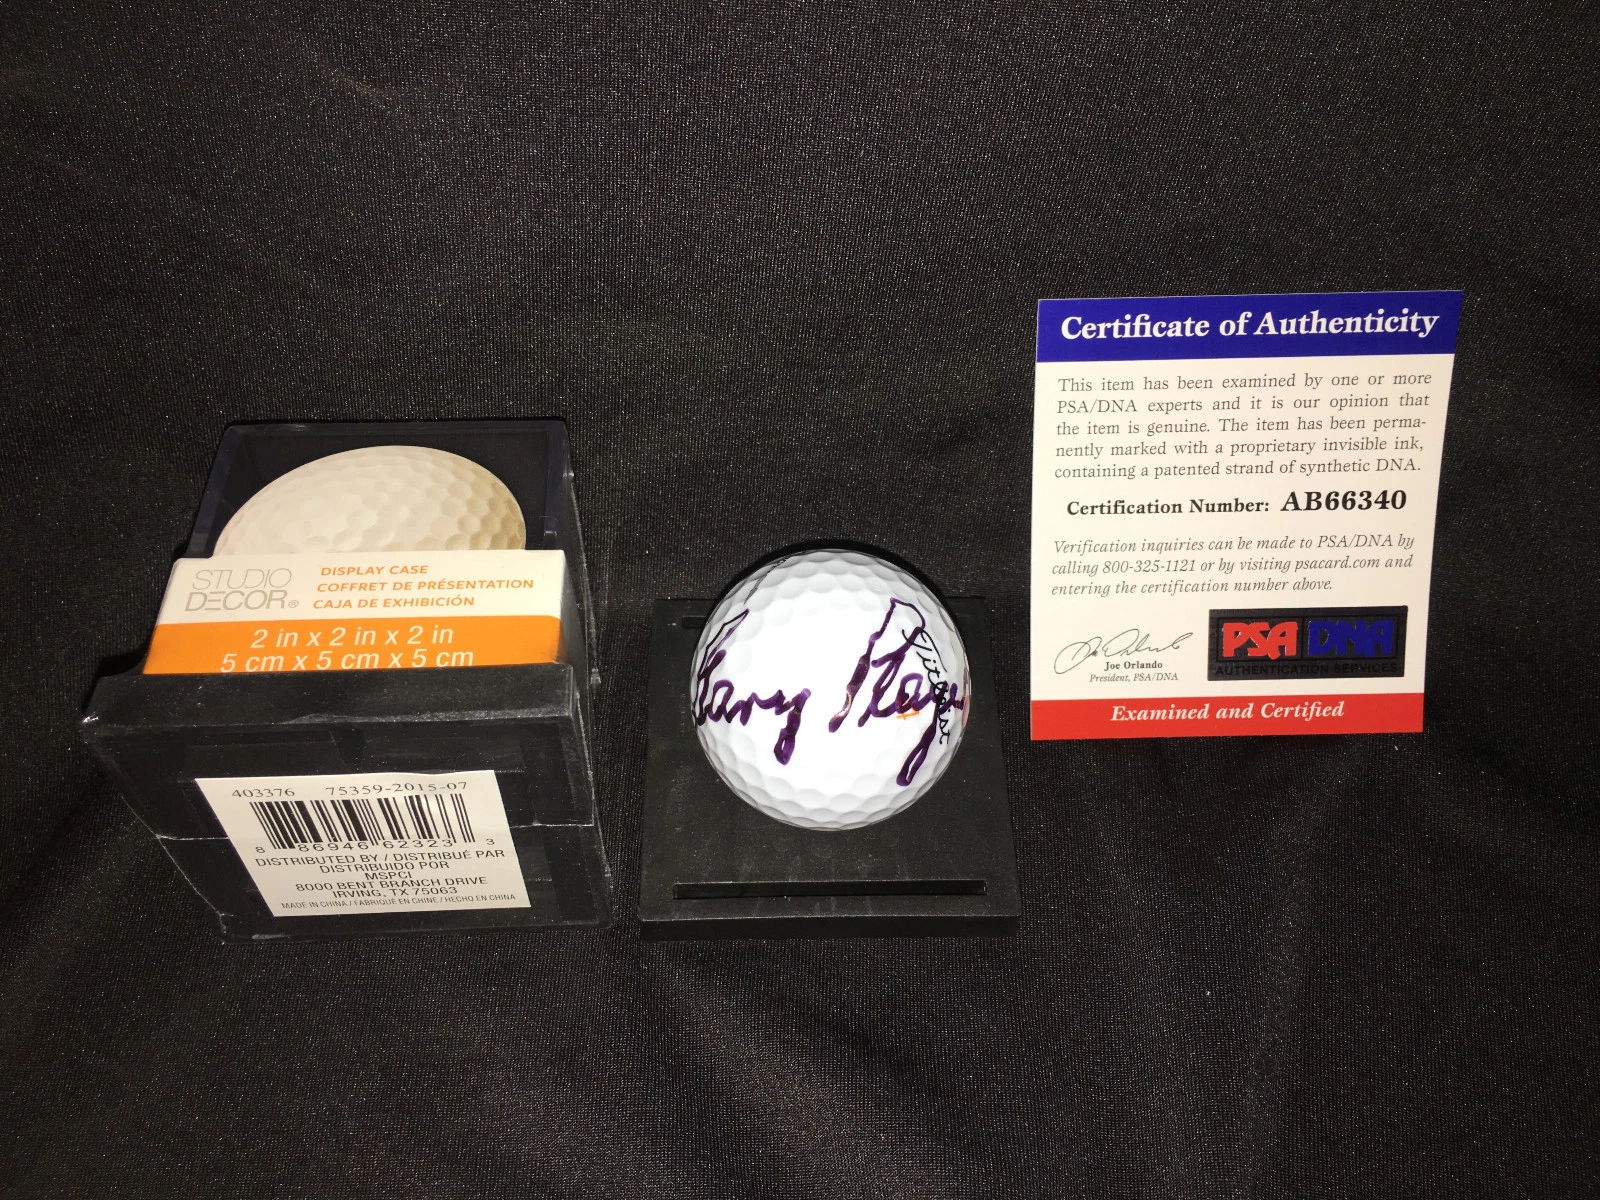 STUDIO
DECOR®
DISPLAY CASE
COFFRET DE PRÉSENTATION
CAJA DE EXHIBICIÓN
2 in x 2 in x 2 in
5 cm x 5 cm x 5 cm
403376 75359-2015-07
8 86946 62323 3
DISTRIBUTED BY / DISTRIBUÉ PAR
DISTRIBUIDO POR
MSPCI
8000 BENT BRANCH DRIVE
IRVING, TX 75063
MADE IN CHINA / FABRIQUÉ EN CHINE / HECHO EN CHINA
Gary Player
Titleist
Certificate of Authenticity
This item has been examined by one or more
PSA/DNA experts and it is our opinion that
the item is genuine. The item has been perma-
nently marked with a proprietary invisible ink,
containing a patented strand of synthetic DNA.
Certification Number: AB66340
Verification inquiries can be made to PSA/DNA by
calling 800-325-1121 or by visiting psacard.com and
entering the certification number above.
Joe Orlando
President, PSA/DNA
PSA DNA
AUTHENTICATION SERVICES
Examined and Certified